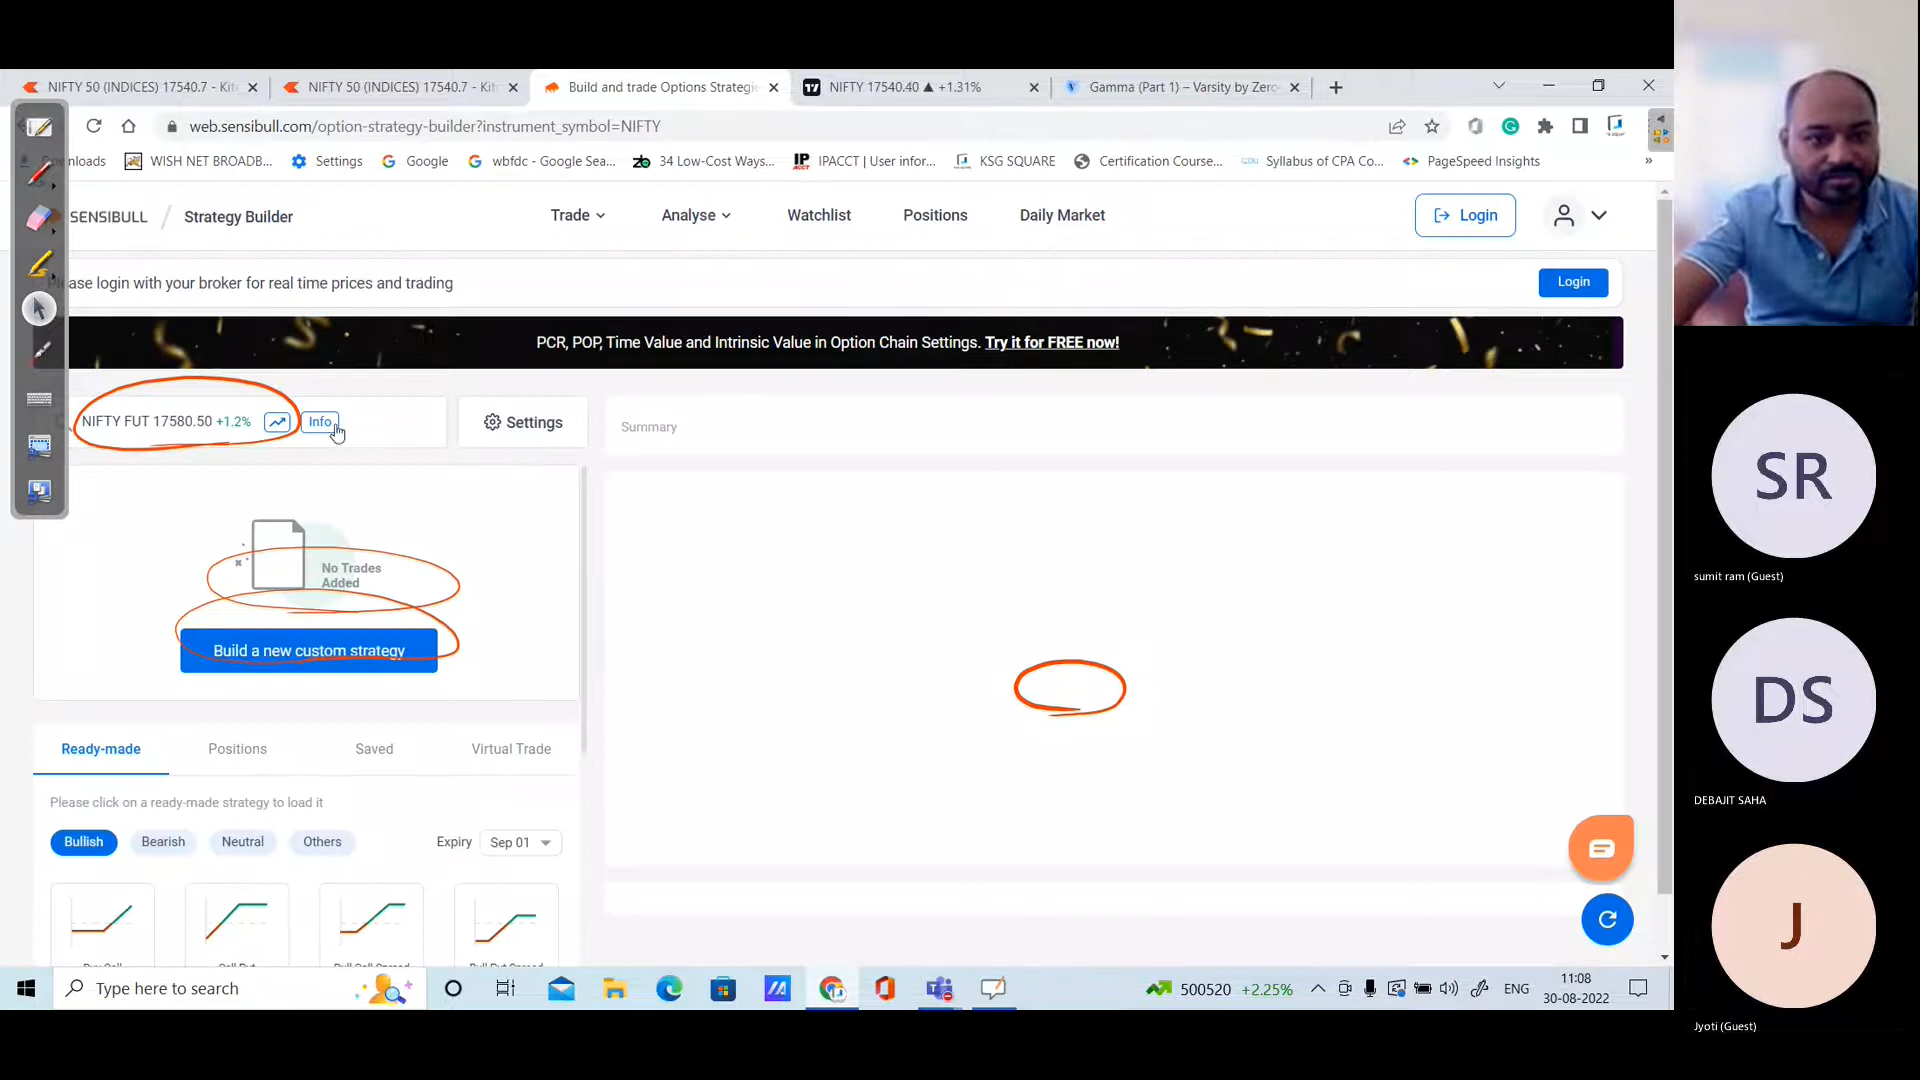 NIFTY 50 (INDICES) 17540.7 - Kit
NIFTY 50 (INDICES) 17540.7 - Kit
Build and trade Options Strategi
NIFTY 17540.40 ▲ +1.31%
Gamma (Part 1) – Varsity by Zero
web.sensibull.com/option-strategy-builder?instrument_symbol=NIFTY
ownloads
WISH NET BROADB...
Settings
Google
wbfdc - Google Sea...
34 Low-Cost Ways...
IPACCT | User infor...
KSG SQUARE
Certification Course...
Syllabus of CPA Co...
PageSpeed Insights
»
SENSIBULL / Strategy Builder
Trade
Analyse
Watchlist
Positions
Daily Market
Login
ase login with your broker for real time prices and trading
Login
PCR, POP, Time Value and Intrinsic Value in Option Chain Settings. Try it for FREE now!
NIFTY FUT 17580.50 +1.2%
Info
Settings
Summary
No Trades
Added
Build a new custom strategy
Ready-made
Positions
Saved
Virtual Trade
Please click on a ready-made strategy to load it
Bullish
Bearish
Neutral
Others
Expiry
Sep 01
Type here to search
500520 +2.25%
ENG
11:08
30-08-2022
SR
sumit ram (Guest)
DS
DEBAJIT SAHA
J
Jyoti (Guest)